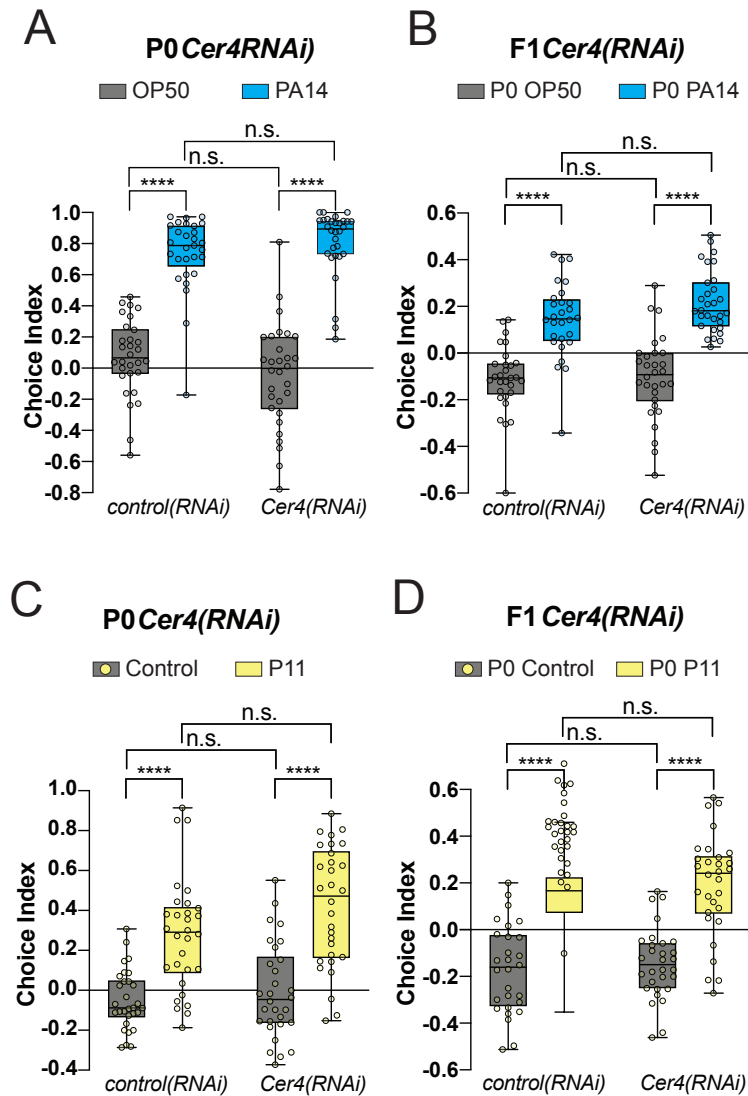 A
P0 Cer4RNAi)
OP50 PA14
n.s.
n.s.
**** ****
Choice Index
1.0
0.8
0.6
0.4
0.2
0.0
-0.2
-0.4
-0.6
-0.8
control(RNAi) Cer4(RNAi)
B
F1 Cer4(RNAi)
P0 OP50 P0 PA14
n.s.
n.s.
**** ****
Choice Index
0.6
0.4
0.2
0.0
-0.2
-0.4
-0.6
control(RNAi) Cer4(RNAi)
C
P0 Cer4(RNAi)
Control P11
n.s.
n.s.
**** ****
Choice Index
1.0
0.8
0.6
0.4
0.2
0.0
-0.2
-0.4
control(RNAi) Cer4(RNAi)
D
F1 Cer4(RNAi)
P0 Control P0 P11
n.s.
n.s.
**** ****
Choice Index
0.6
0.4
0.2
0.0
-0.2
-0.4
-0.6
control(RNAi) Cer4(RNAi)